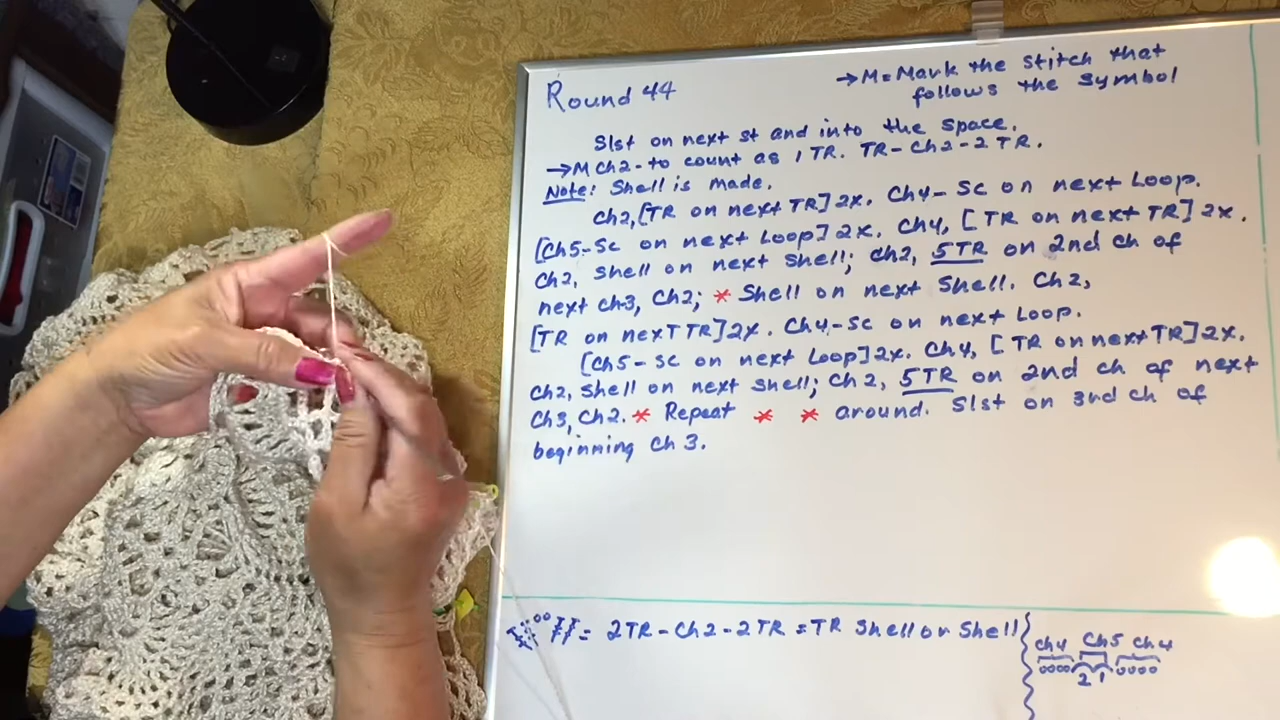 Round 44
→M=Mark the stitch that
follows the symbol
Slst on next st and into the space.
→M Ch2-to count as 1 TR. TR-Ch2-2 TR.
Note: Shell is made.
Ch2, [TR on next TR] 2x. Ch4-Sc on next Loop.
[Ch5-Sc on next Loop] 2x. Ch4, [TR on next TR] 2x.
Ch2, Shell on next shell; Ch2, 5TR on 2nd ch of
next ch3, Ch2; * Shell on next Shell. Ch2,
[TR on next TR] 2x. Ch4-Sc on next Loop.
[Ch5-Sc on next Loop] 2x. Ch4, [TR on next TR] 2x.
Ch2, Shell on next Shell; Ch2, 5TR on 2nd ch of next
Ch3, Ch2. * Repeat * * around. Slst on 3rd ch of
beginning Ch 3.
= 2TR-Ch2-2TR = TR Shell or Shell
Ch4 Ch5 Ch4
2 1